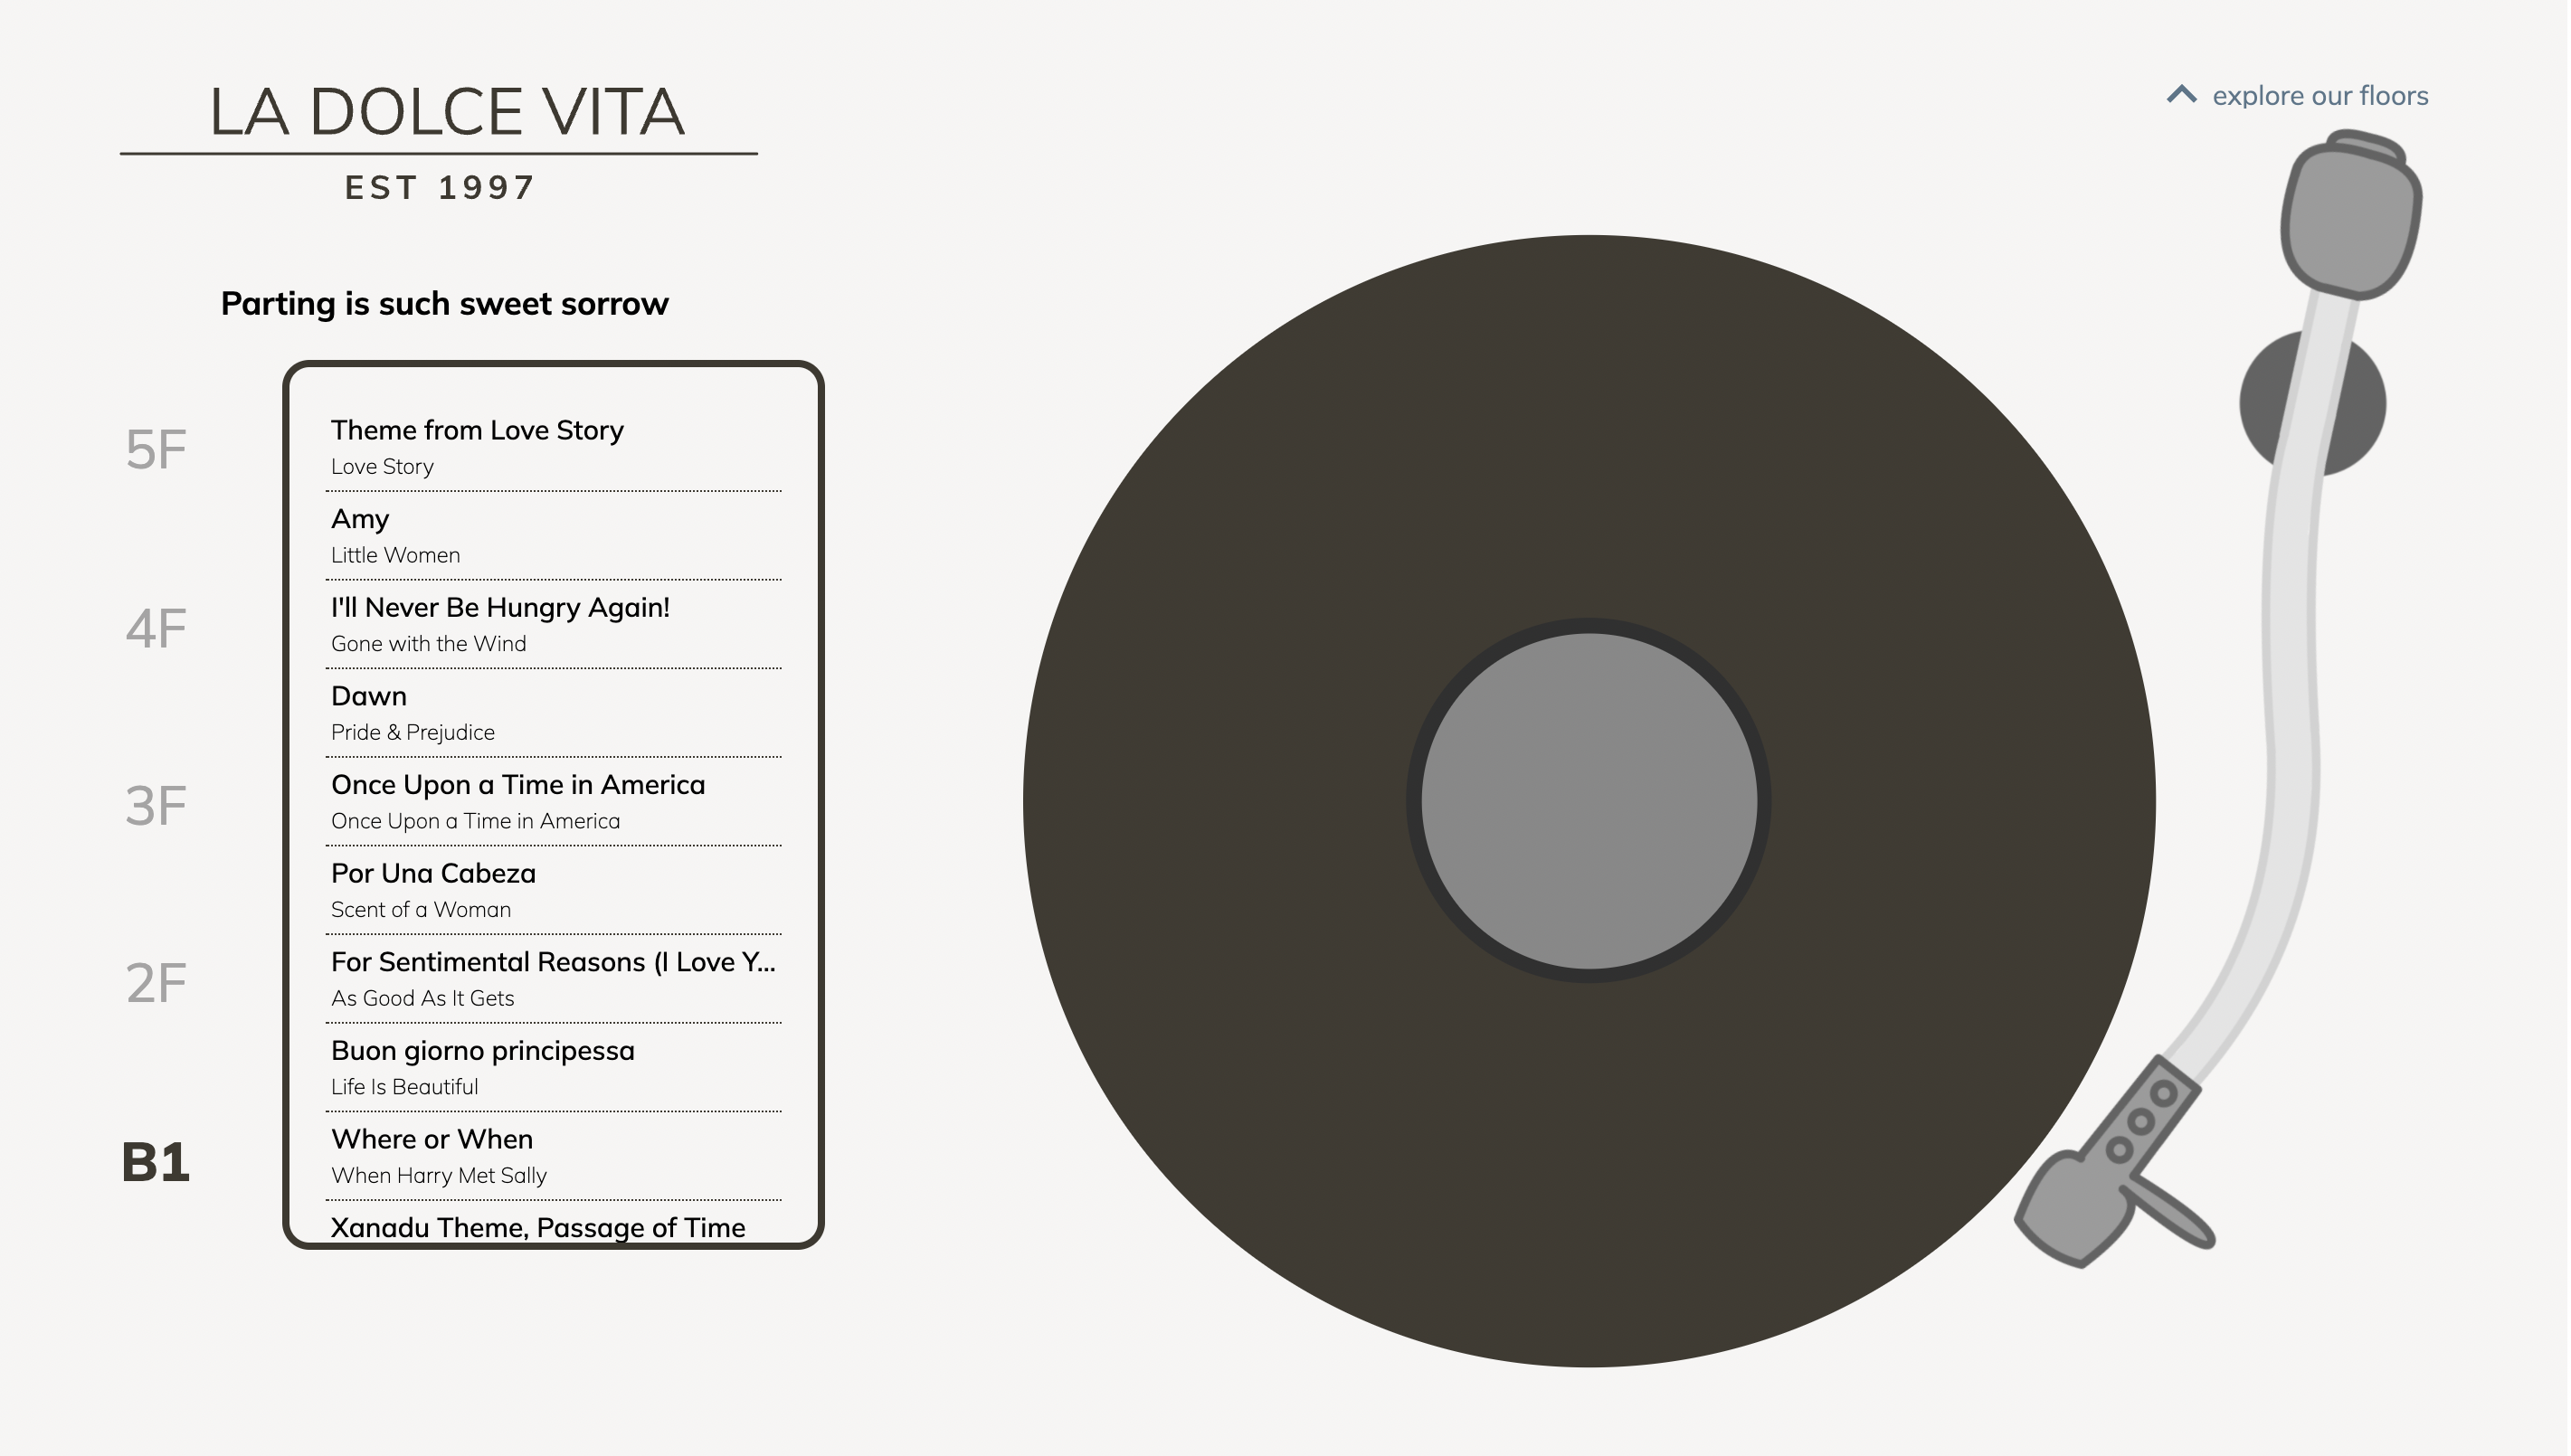 LA DOLCE VITA
EST 1997
explore our floors
Parting is such sweet sorrow
5F
4F
3F
2F
B1
Theme from Love Story
Love Story
Amy
Little Women
I'll Never Be Hungry Again!
Gone with the Wind
Dawn
Pride & Prejudice
Once Upon a Time in America
Once Upon a Time in America
Por Una Cabeza
Scent of a Woman
For Sentimental Reasons (I Love Y...
As Good As It Gets
Buon giorno principessa
Life Is Beautiful
Where or When
When Harry Met Sally
Xanadu Theme, Passage of Time